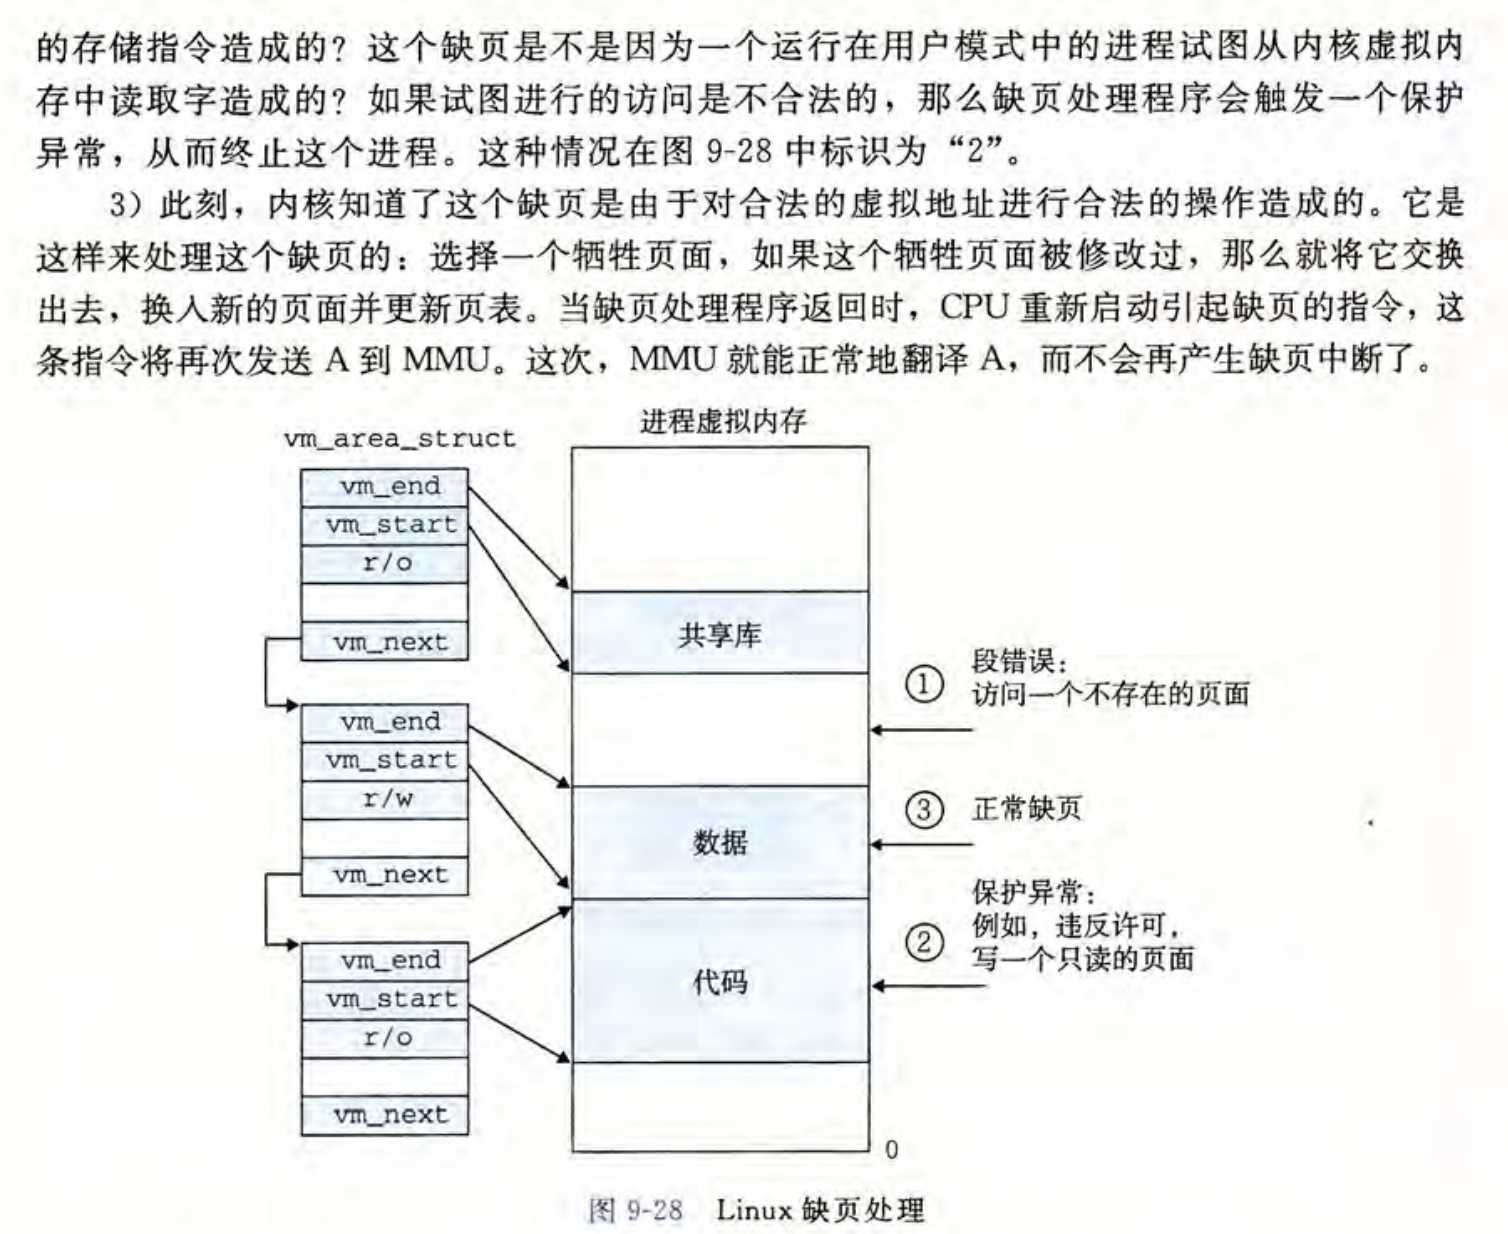 的存储指令造成的？这个缺页是不是因为一个运行在用户模式中的进程试图从内核虚拟内
存中读取字造成的？如果试图进行的访问是不合法的，那么缺页处理程序会触发一个保护
异常，从而终止这个进程。这种情况在图 9-28 中标识为“2”。
3）此刻，内核知道了这个缺页是由于对合法的虚拟地址进行合法的操作造成的。它是
这样来处理这个缺页的：选择一个牺牲页面，如果这个牺牲页面被修改过，那么就将它交换
出去，换入新的页面并更新页表。当缺页处理程序返回时，CPU 重新启动引起缺页的指令，这
条指令将再次发送 A 到 MMU。这次，MMU 就能正常地翻译 A，而不会再产生缺页中断了。
进程虚拟内存
vm_area_struct
vm_end
vm_start
r/o
vm_next
vm_end
vm_start
r/w
vm_next
vm_end
vm_start
r/o
vm_next
共享库
数据
代码
0
① 段错误：
访问一个不存在的页面
③ 正常缺页
保护异常：
② 例如，违反许可，
写一个只读的页面
图 9-28 Linux 缺页处理